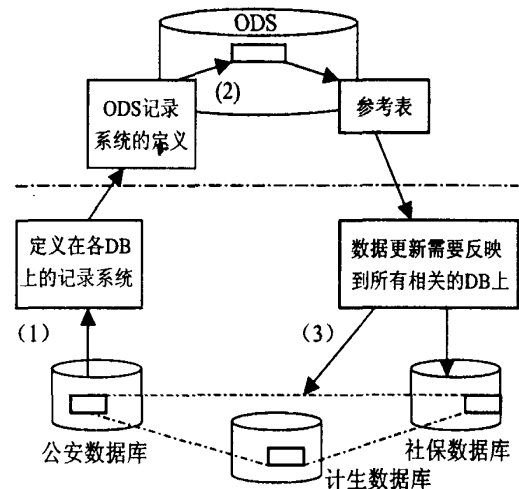 ODS
(2)
ODS记录
系统的定义
参考表
定义在各DB
上的记录系统
数据更新需要反映
到所有相关的DB上
(1)
(3)
公安数据库
计生数据库
社保数据库